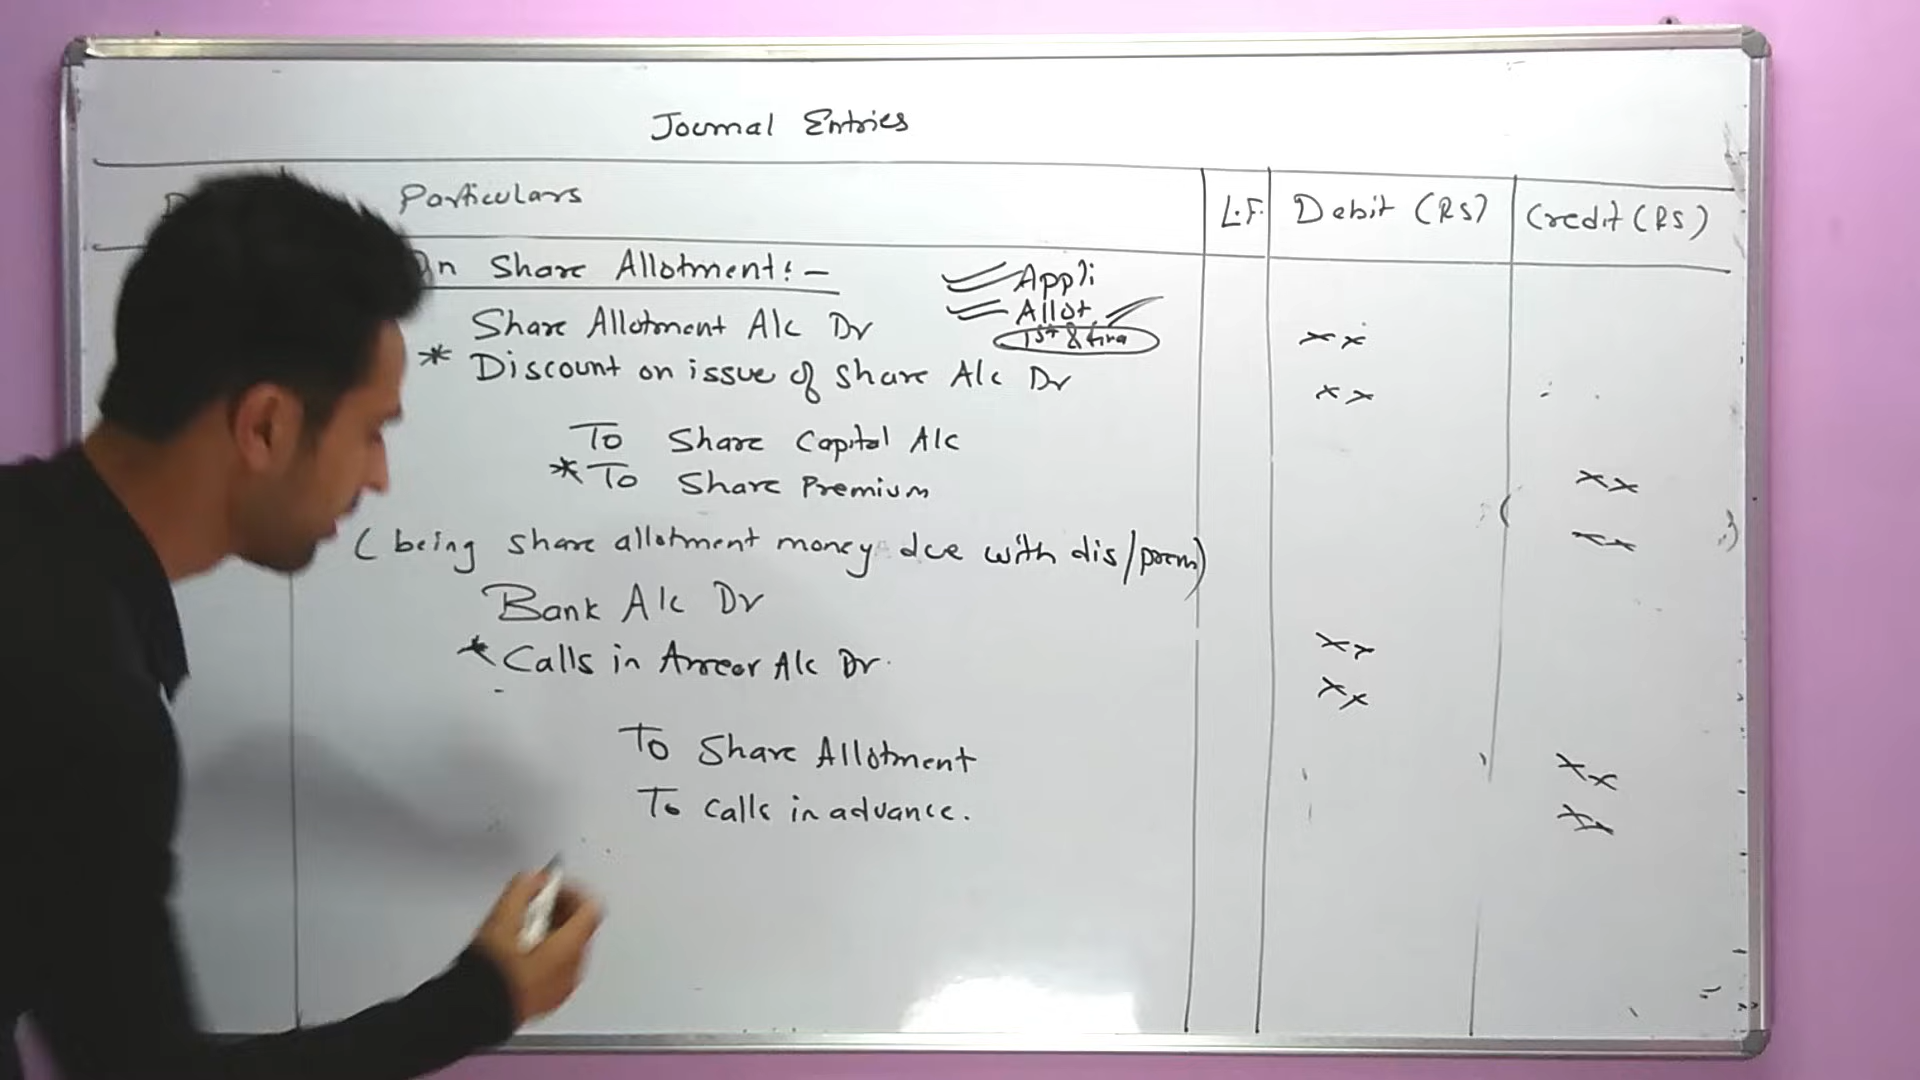 Journal Entries
Particulars L.F. Debit (RS) Credit (RS)
On Share Allotment:-
Appli
Allot.
1st & fina
Share Allotment A/c Dr xx
* Discount on issue of share A/c Dr xx
To Share Capital A/c xx
* To Share Premium xx
(being share allotment money due with dis/prem)
Bank A/c Dr xx
* Calls in Arrear A/c Dr. xx
To Share Allotment xx
To calls in advance. xx